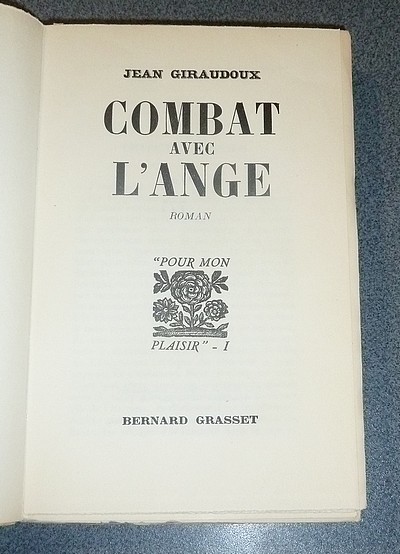 JEAN GIRAUDOUX
COMBAT
AVEC
L'ANGE
ROMAN
"POUR MON
PLAISIR" - I
BERNARD GRASSET